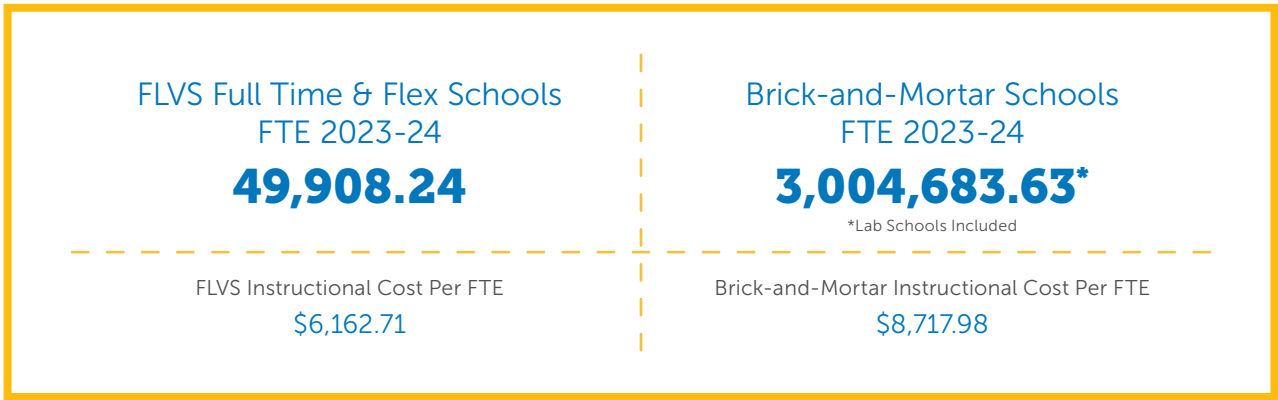 FLVS Full Time & Flex Schools
FTE 2023-24
49,908.24
Brick-and-Mortar Schools
FTE 2023-24
3,004,683.63*
*Lab Schools Included
FLVS Instructional Cost Per FTE
$6,162.71
Brick-and-Mortar Instructional Cost Per FTE
$8,717.98